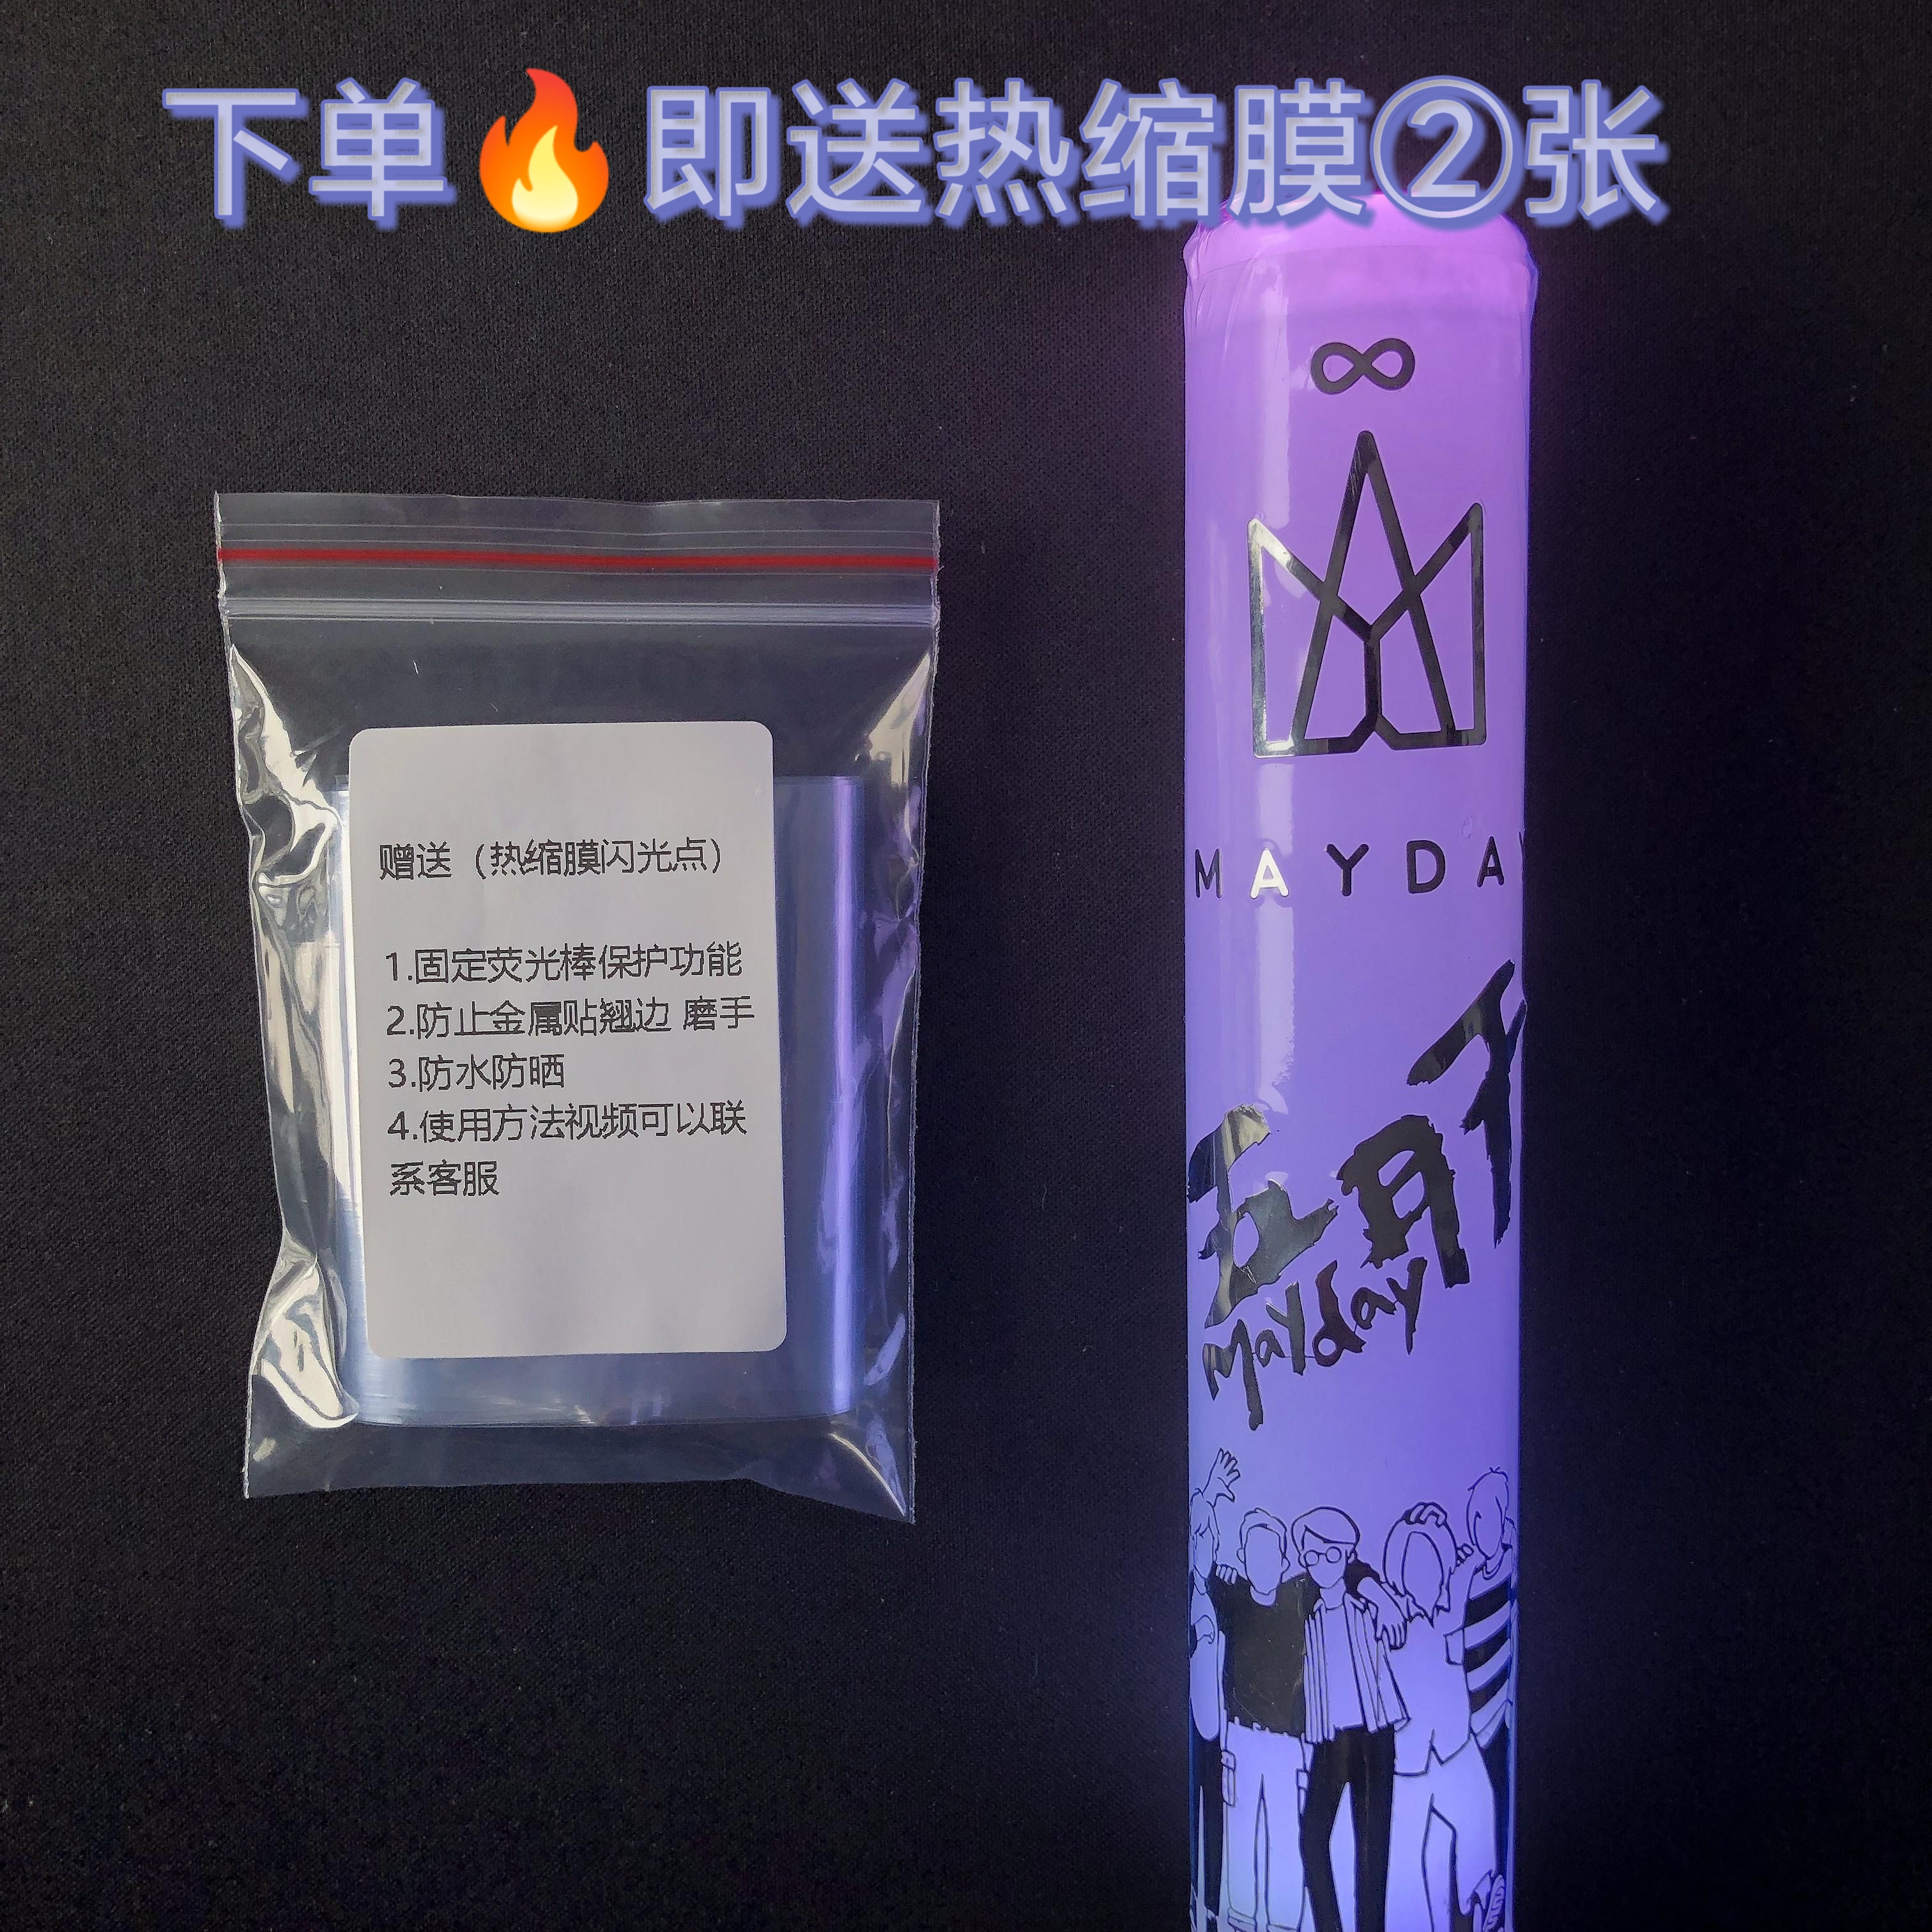 下单🔥即送热缩膜②张
赠送（热缩膜闪光点）
1.固定荧光棒保护功能
2.防止金属贴翘边 磨手
3.防水防晒
4.使用方法视频可以联
系客服
∞
MAYDAY
五月天
mayday